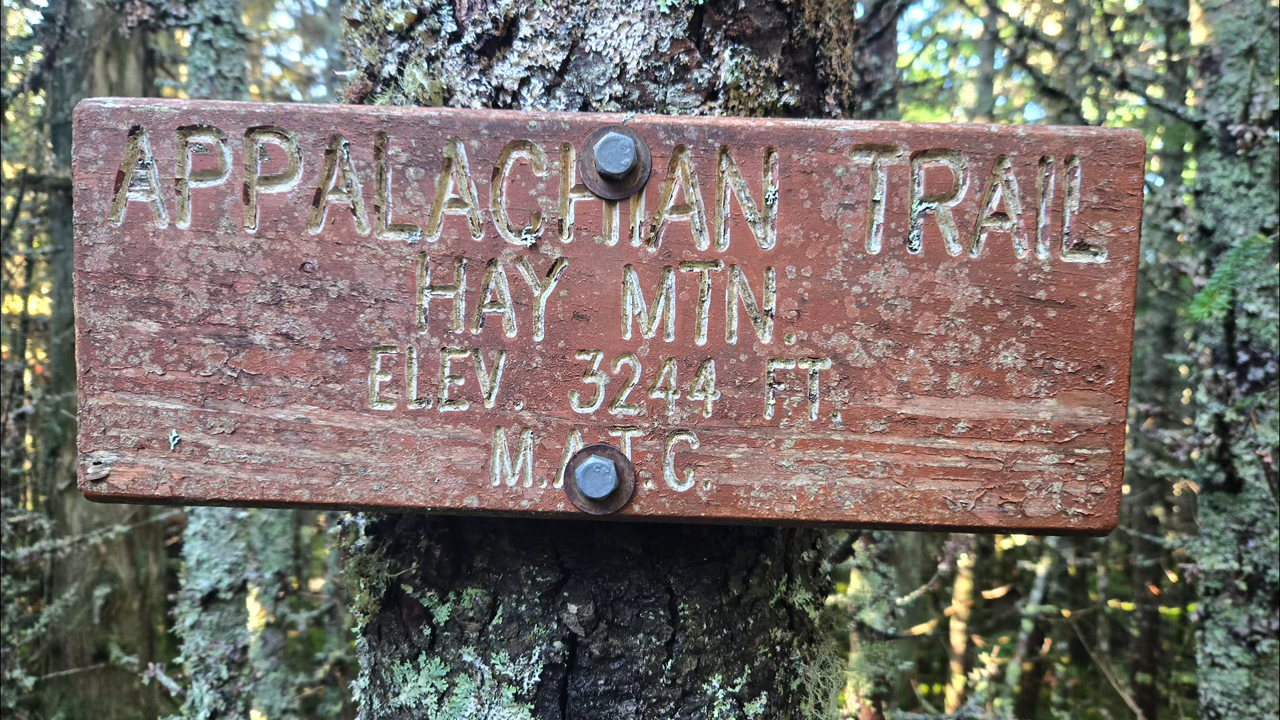 APPALACHIAN TRAIL
HAY MTN.
ELEV. 3244 FT.
M.A.T.C.